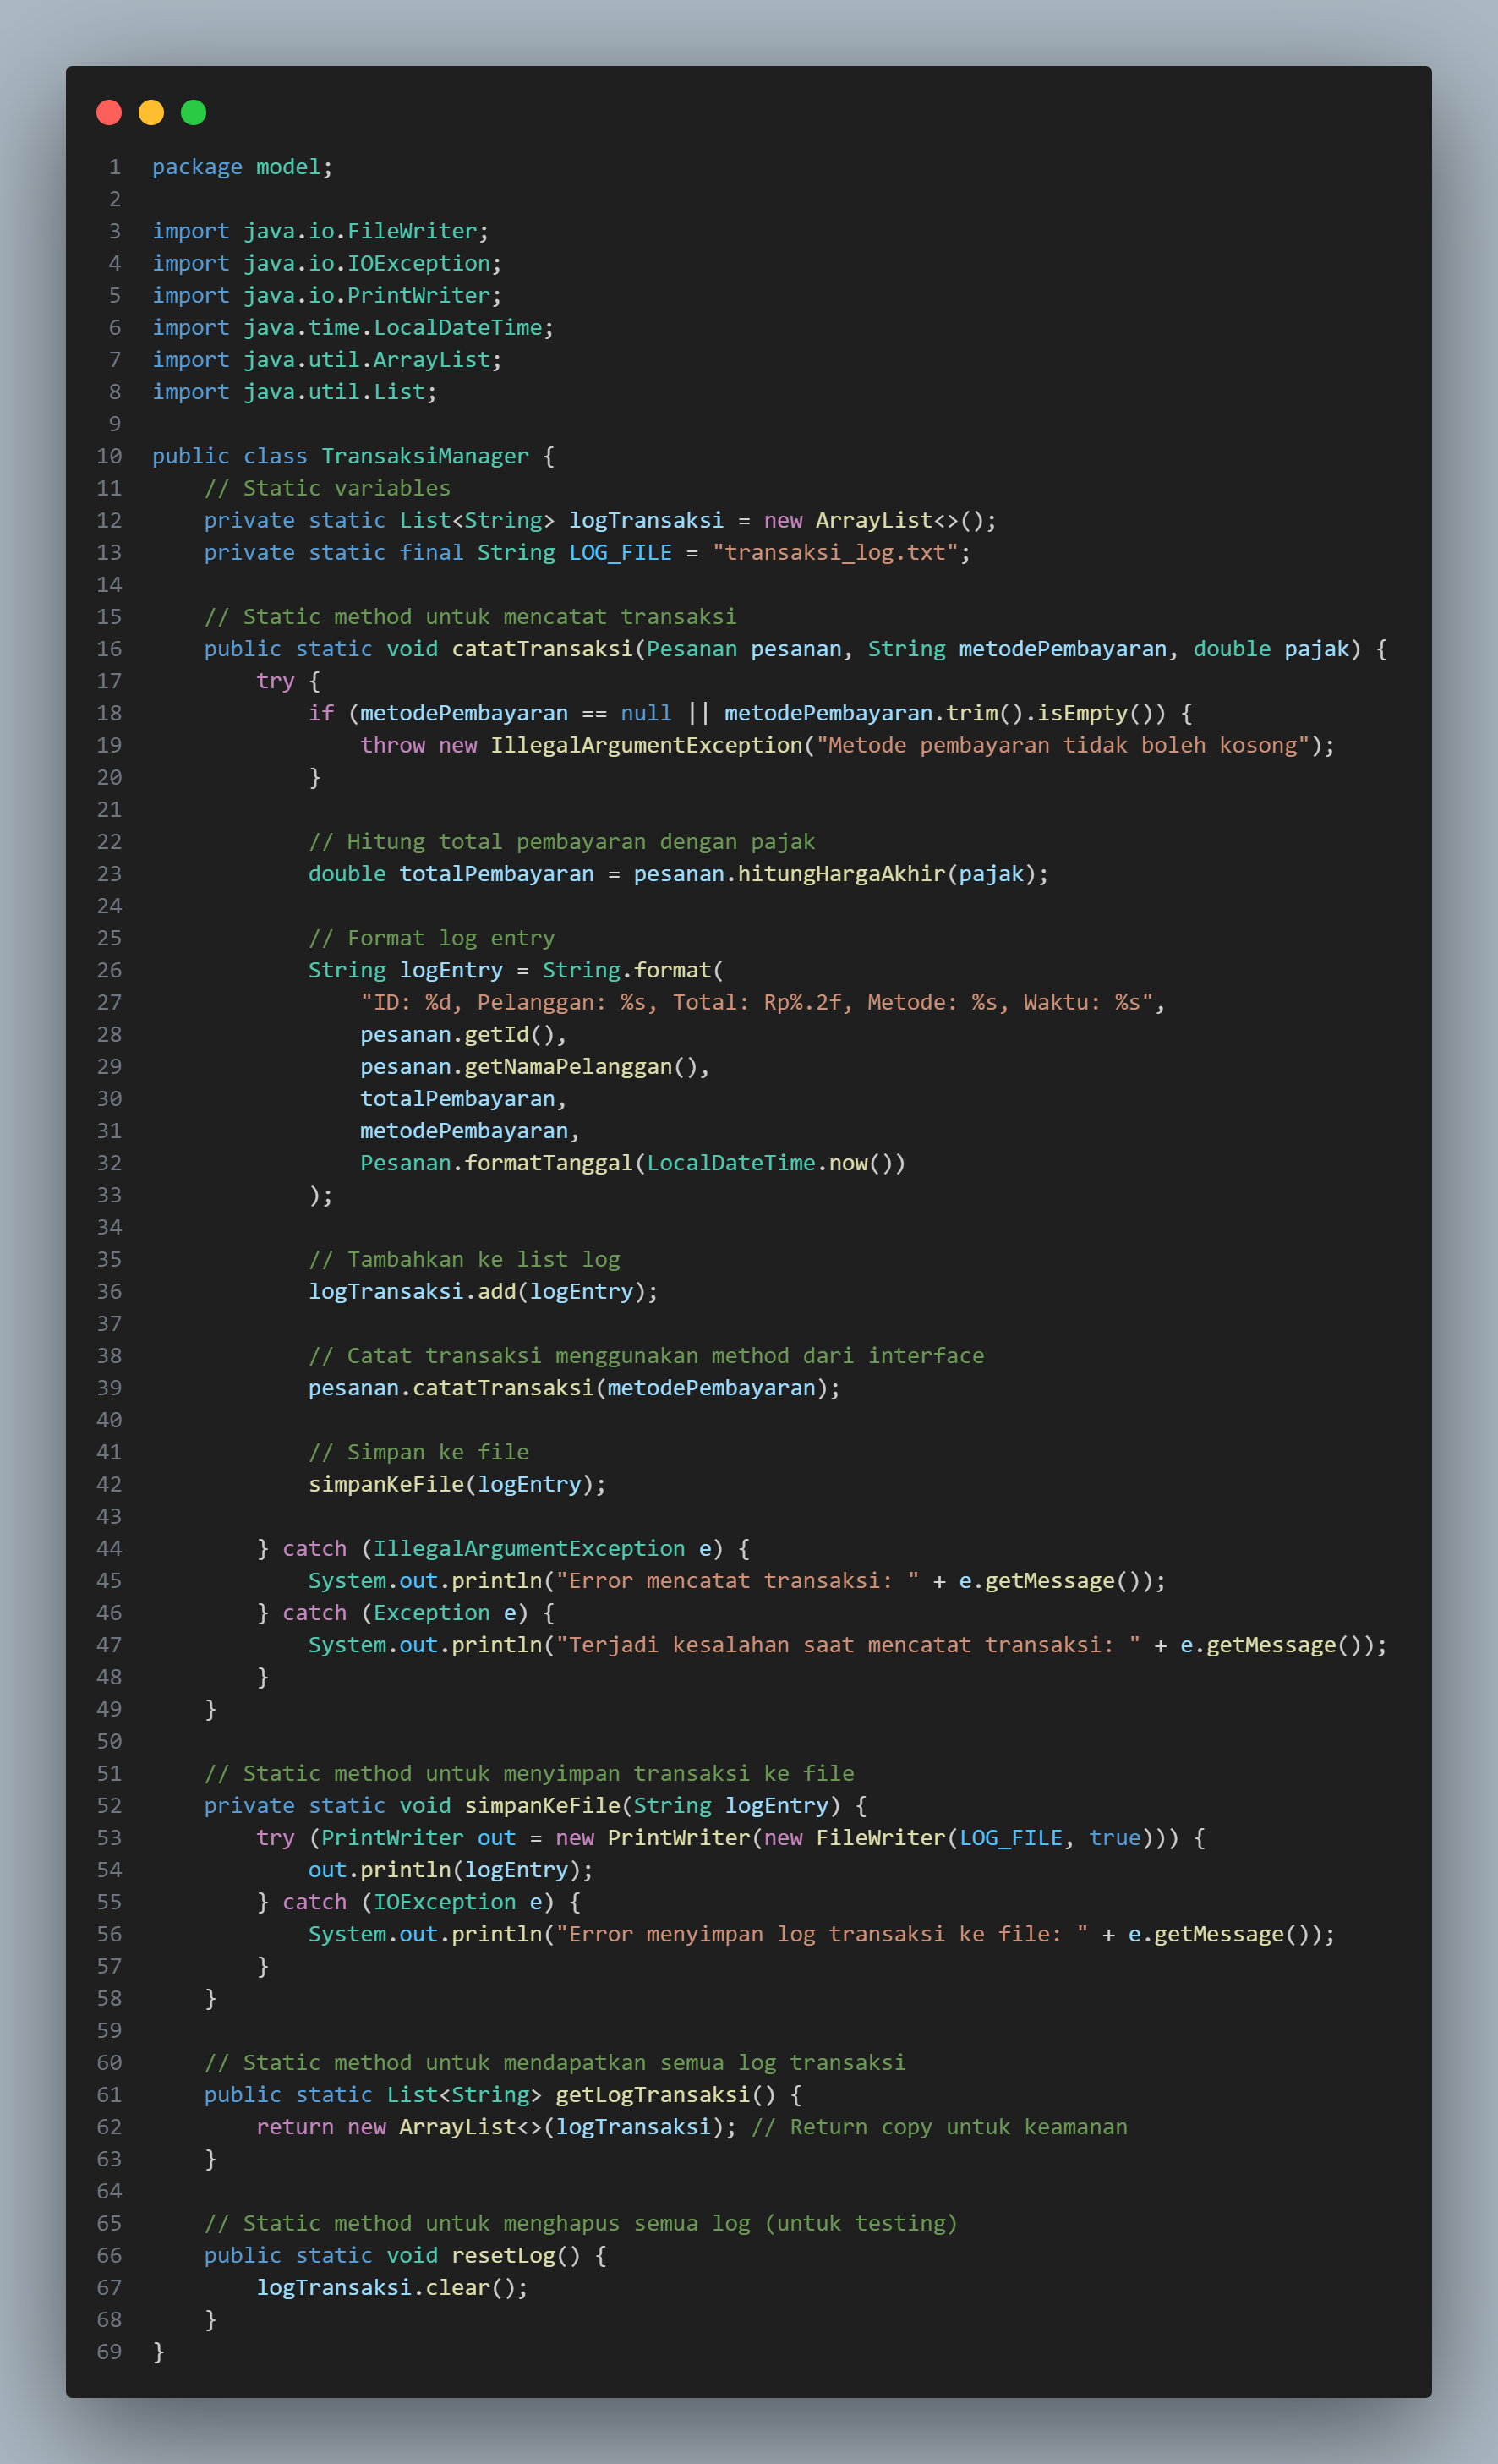 1 package model;
2
3 import java.io.FileWriter;
4 import java.io.IOException;
5 import java.io.PrintWriter;
6 import java.time.LocalDateTime;
7 import java.util.ArrayList;
8 import java.util.List;
9
10 public class TransaksiManager {
11     // Static variables
12     private static List<String> logTransaksi = new ArrayList<>();
13     private static final String LOG_FILE = "transaksi_log.txt";
14
15     // Static method untuk mencatat transaksi
16     public static void catatTransaksi(Pesanan pesanan, String metodePembayaran, double pajak) {
17         try {
18             if (metodePembayaran == null || metodePembayaran.trim().isEmpty()) {
19                 throw new IllegalArgumentException("Metode pembayaran tidak boleh kosong");
20             }
21
22             // Hitung total pembayaran dengan pajak
23             double totalPembayaran = pesanan.hitungHargaAkhir(pajak);
24
25             // Format log entry
26             String logEntry = String.format(
27                 "ID: %d, Pelanggan: %s, Total: Rp%.2f, Metode: %s, Waktu: %s",
28                 pesanan.getId(),
29                 pesanan.getNamaPelanggan(),
30                 totalPembayaran,
31                 metodePembayaran,
32                 Pesanan.formatTanggal(LocalDateTime.now())
33             );
34
35             // Tambahkan ke list log
36             logTransaksi.add(logEntry);
37
38             // Catat transaksi menggunakan method dari interface
39             pesanan.catatTransaksi(metodePembayaran);
40
41             // Simpan ke file
42             simpanKeFile(logEntry);
43
44         } catch (IllegalArgumentException e) {
45             System.out.println("Error mencatat transaksi: " + e.getMessage());
46         } catch (Exception e) {
47             System.out.println("Terjadi kesalahan saat mencatat transaksi: " + e.getMessage());
48         }
49     }
50
51     // Static method untuk menyimpan transaksi ke file
52     private static void simpanKeFile(String logEntry) {
53         try (PrintWriter out = new PrintWriter(new FileWriter(LOG_FILE, true))) {
54             out.println(logEntry);
55         } catch (IOException e) {
56             System.out.println("Error menyimpan log transaksi ke file: " + e.getMessage());
57         }
58     }
59
60     // Static method untuk mendapatkan semua log transaksi
61     public static List<String> getLogTransaksi() {
62         return new ArrayList<>(logTransaksi); // Return copy untuk keamanan
63     }
64
65     // Static method untuk menghapus semua log (untuk testing)
66     public static void resetLog() {
67         logTransaksi.clear();
68     }
69 }